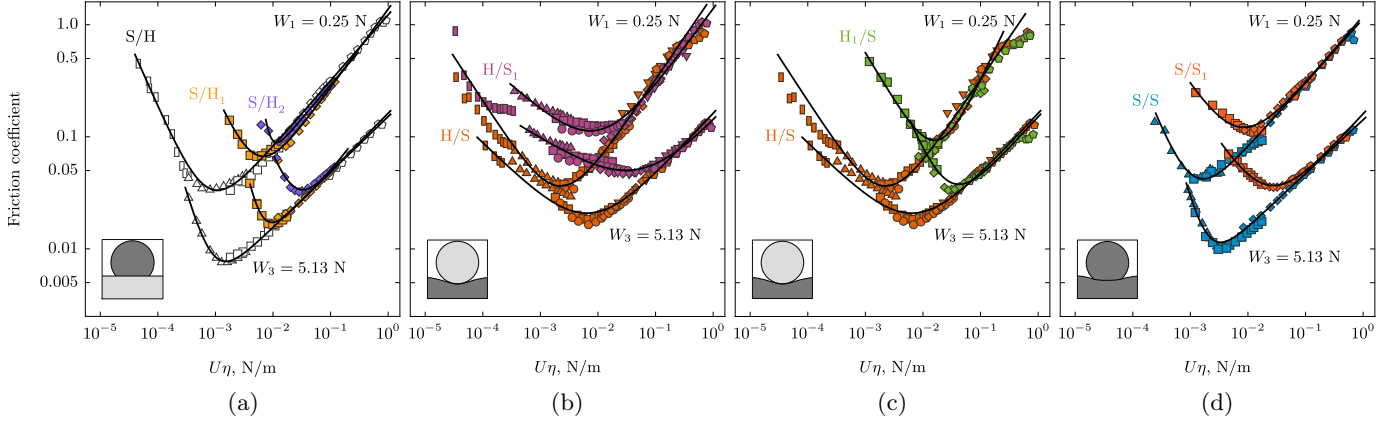 Friction coefficient
1.0
0.5
0.1
0.05
0.01
0.005
W₁ = 0.25 N
S/H
S/H₁
S/H₂
W₃ = 5.13 N
10⁻⁵ 10⁻⁴ 10⁻³ 10⁻² 10⁻¹ 10⁰
Uη, N/m
(a)
W₁ = 0.25 N
H/S₁
H/S
W₃ = 5.13 N
10⁻⁵ 10⁻⁴ 10⁻³ 10⁻² 10⁻¹ 10⁰
Uη, N/m
(b)
W₁ = 0.25 N
H₁/S
H/S
W₃ = 5.13 N
10⁻⁵ 10⁻⁴ 10⁻³ 10⁻² 10⁻¹ 10⁰
Uη, N/m
(c)
W₁ = 0.25 N
S/S₁
S/S
W₃ = 5.13 N
10⁻⁵ 10⁻⁴ 10⁻³ 10⁻² 10⁻¹ 10⁰
Uη, N/m
(d)